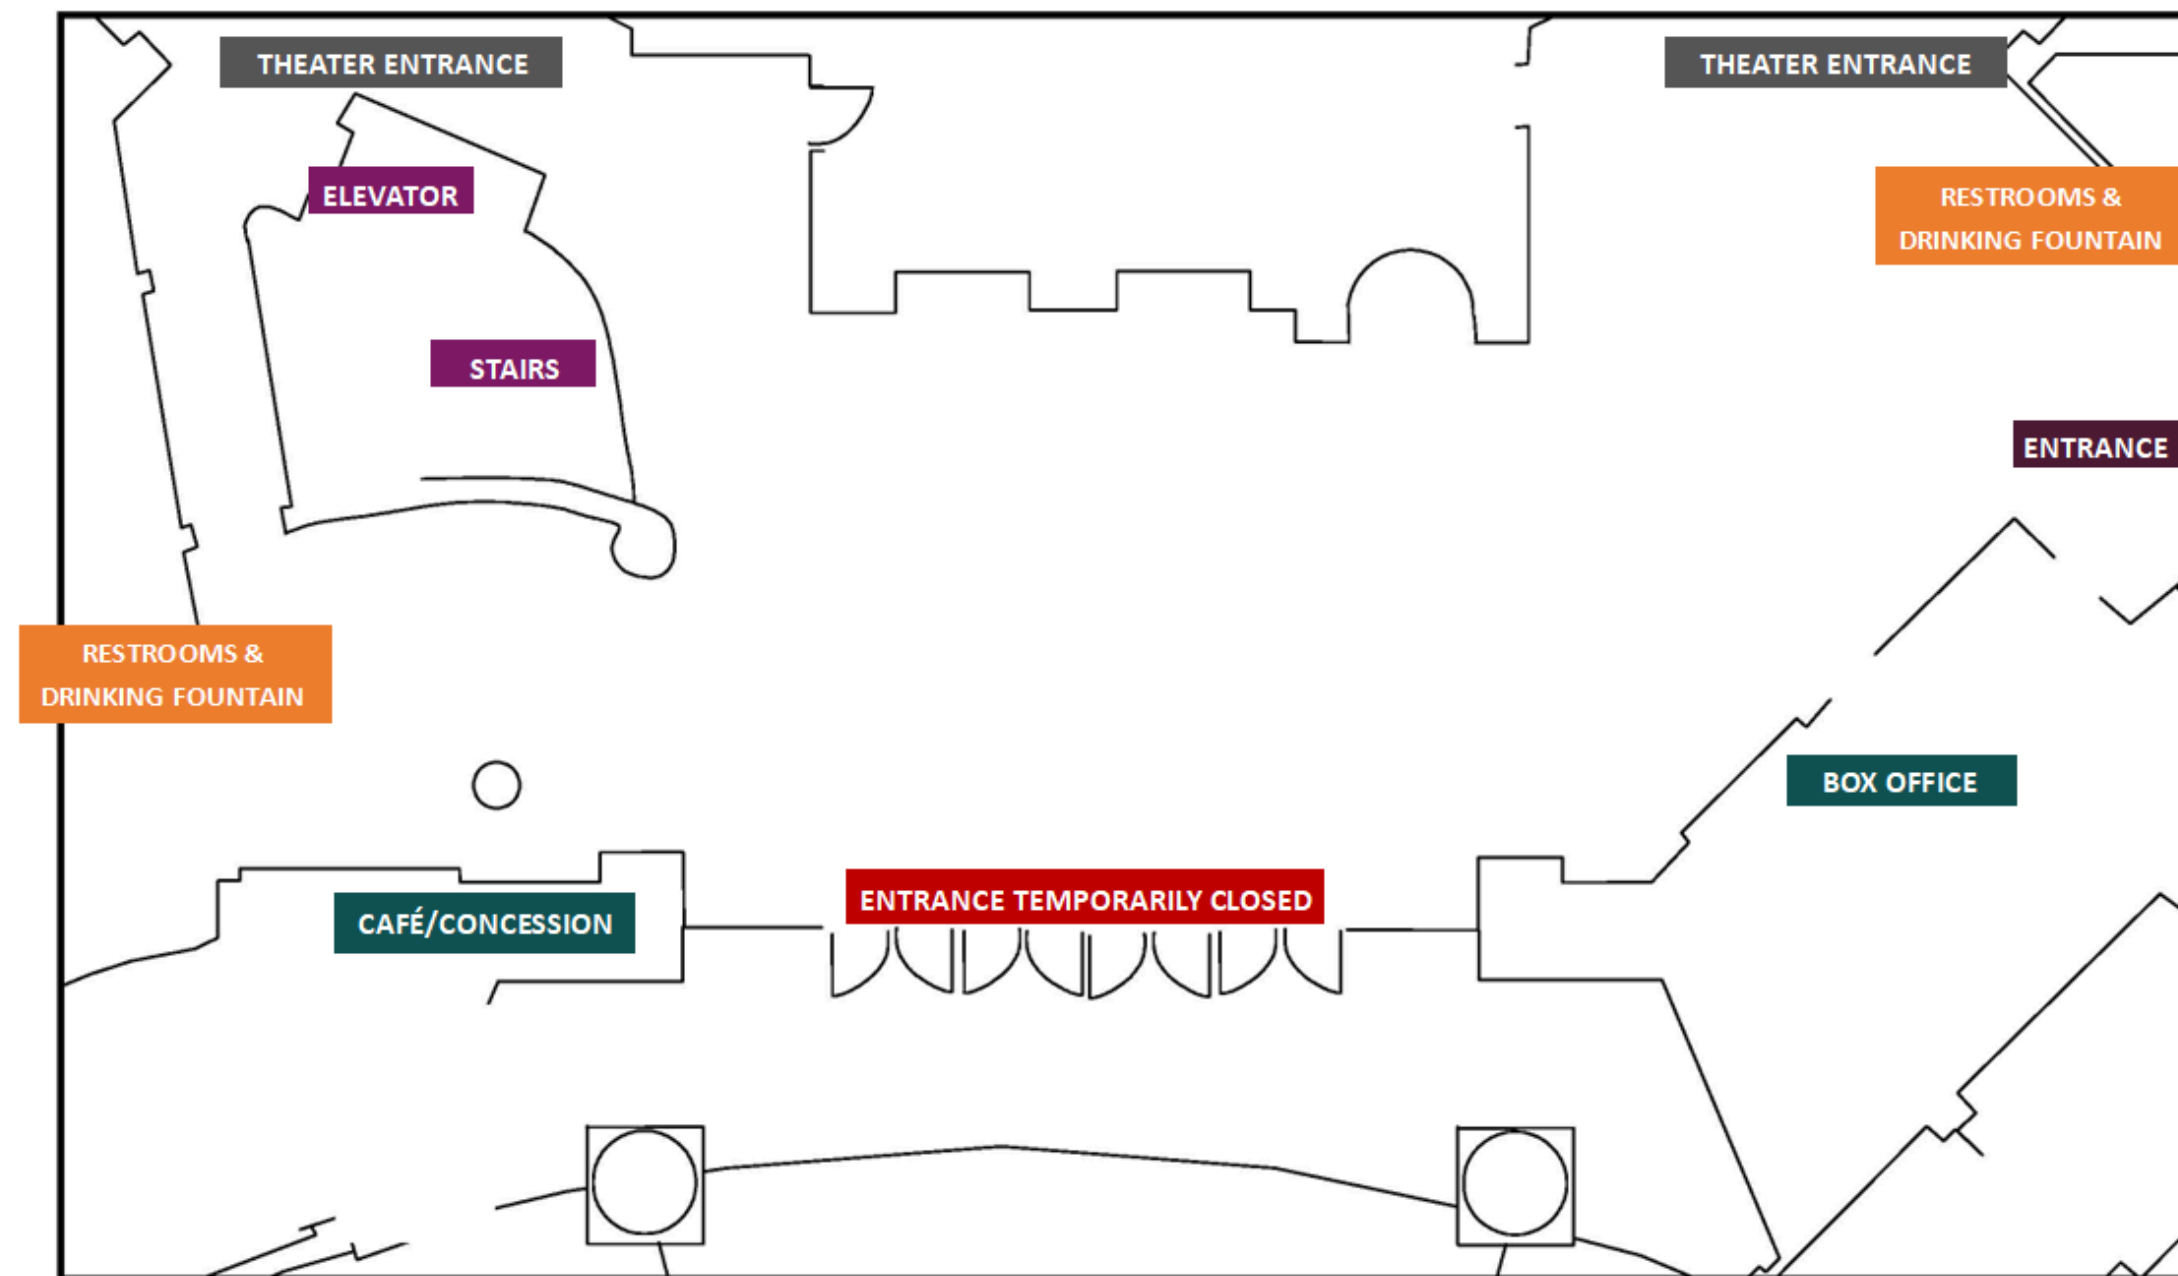 THEATER ENTRANCE
THEATER ENTRANCE
ELEVATOR
RESTROOMS &
DRINKING FOUNTAIN
STAIRS
ENTRANCE
RESTROOMS &
DRINKING FOUNTAIN
BOX OFFICE
ENTRANCE TEMPORARILY CLOSED
CAFÉ/CONCESSION